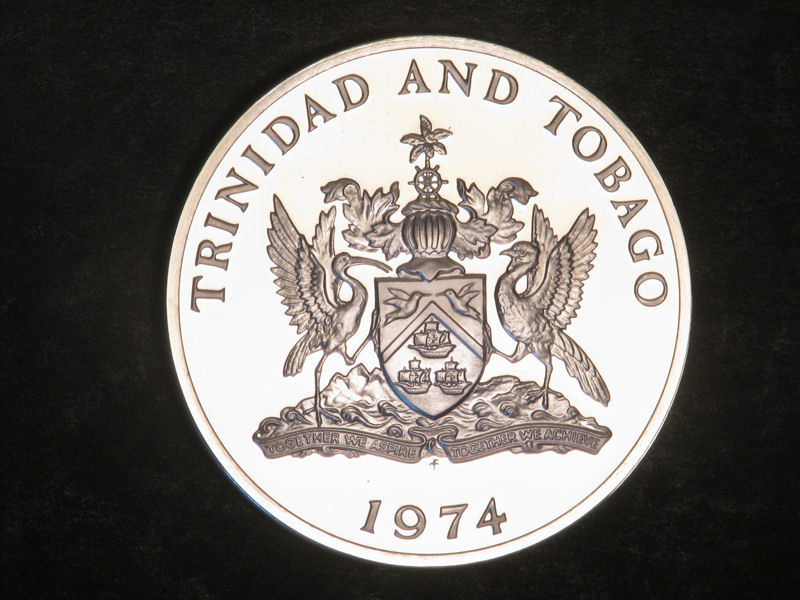 TRINIDAD AND TOBAGO
TOGETHER WE ASPIRE TOGETHER WE ACHIEVE
1974